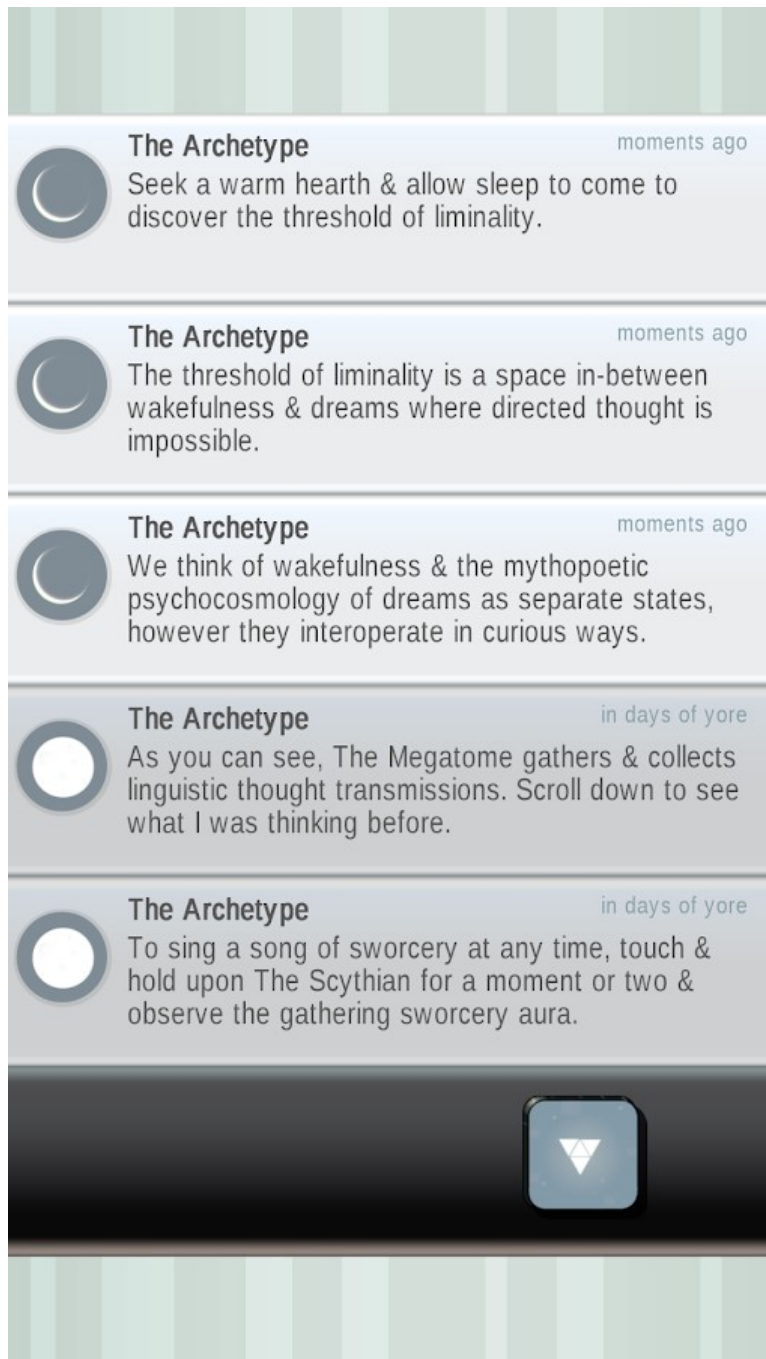 The Archetype
moments ago
Seek a warm hearth & allow sleep to come to
discover the threshold of liminality.
The Archetype
moments ago
The threshold of liminality is a space in-between
wakefulness & dreams where directed thought is
impossible.
The Archetype
moments ago
We think of wakefulness & the mythopoetic
psychocosmology of dreams as separate states,
however they interoperate in curious ways.
The Archetype
in days of yore
As you can see, The Megatome gathers & collects
linguistic thought transmissions. Scroll down to see
what I was thinking before.
The Archetype
in days of yore
To sing a song of sworcery at any time, touch &
hold upon The Scythian for a moment or two &
observe the gathering sworcery aura.